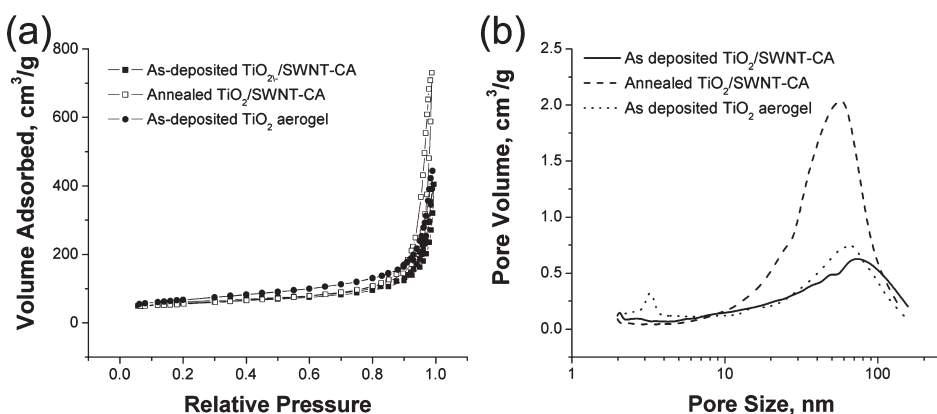 (a)
800
600
400
200
0
0.0 0.2 0.4 0.6 0.8 1.0
Volume Adsorbed, cm³/g
Relative Pressure
As-deposited TiO₂\-/SWNT-CA
Annealed TiO₂/SWNT-CA
As-deposited TiO₂ aerogel
(b)
2.5
2.0
1.5
1.0
0.5
0.0
1 10 100
Pore Volume, cm³/g
Pore Size, nm
As deposited TiO₂/SWNT-CA
Annealed TiO₂/SWNT-CA
As deposited TiO₂ aerogel